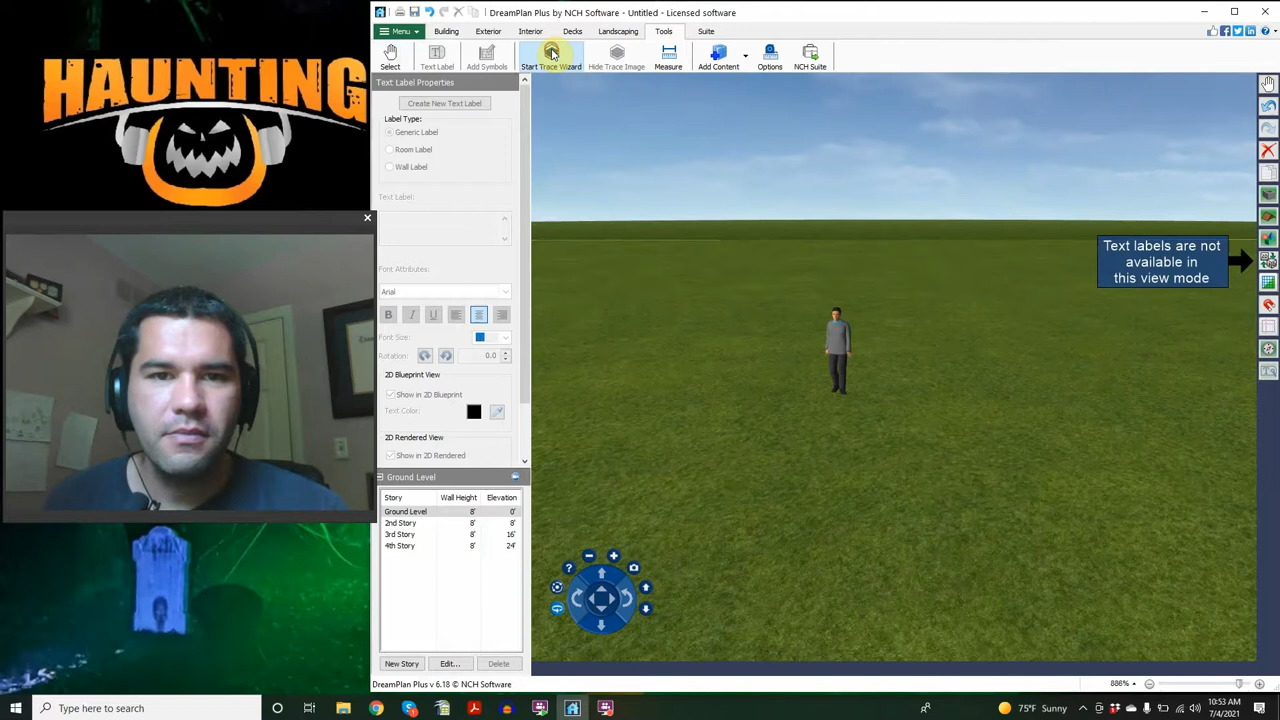 HAUNTING
DreamPlan Plus by NCH Software - Untitled - Licensed software
Menu Building Exterior Interior Decks Landscaping Tools Suite
Select Text Label Add Symbols Start Trace Wizard Hide Trace Image Measure Add Content Options NCH Suite
Text Label Properties
Create New Text Label
Label Type:
Generic Label
Room Label
Wall Label
Text Label:
Font Attributes:
Arial
B I U
Font Size:
Rotation: 0.0
2D Blueprint View
Show in 2D Blueprint
Text Color:
2D Rendered View
Show in 2D Rendered
Text labels are not
available in
this view mode
Ground Level
Story Wall Height Elevation
Ground Level 8' 0'
2nd Story 8' 8'
3rd Story 8' 16'
4th Story 8' 24'
New Story Edit... Delete
DreamPlan Plus v 6.18 © NCH Software
886%
Type here to search
75°F Sunny
10:53 AM
7/4/2021